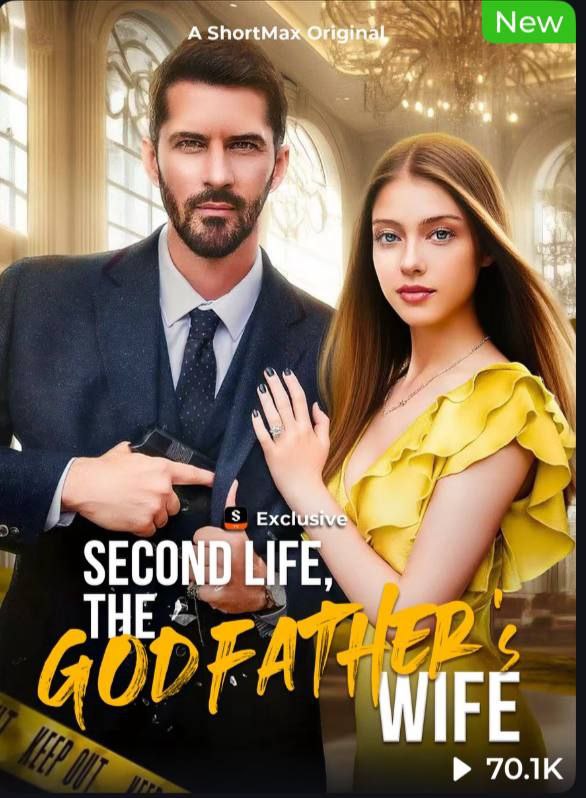 New
A ShortMax Original
S Exclusive
SECOND LIFE,
THE
GODFATHER's
WIFE
KEEP OUT
70.1K